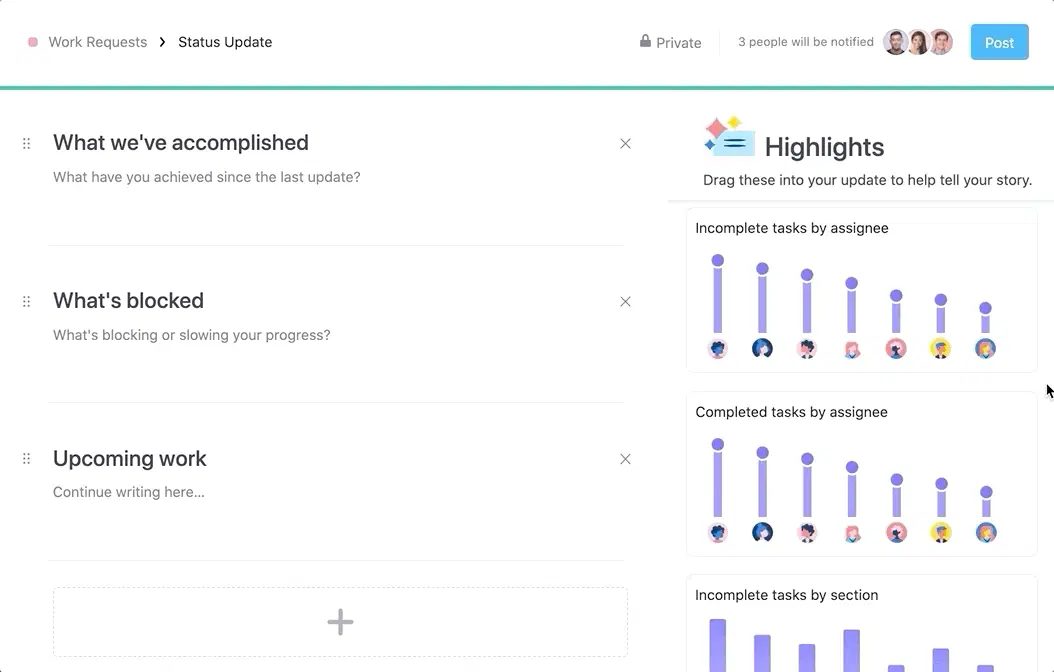 Work Requests > Status Update
Private
3 people will be notified
Post
What we've accomplished
What have you achieved since the last update?
What's blocked
What's blocking or slowing your progress?
Upcoming work
Continue writing here...
Highlights
Drag these into your update to help tell your story.
Incomplete tasks by assignee
Completed tasks by assignee
Incomplete tasks by section